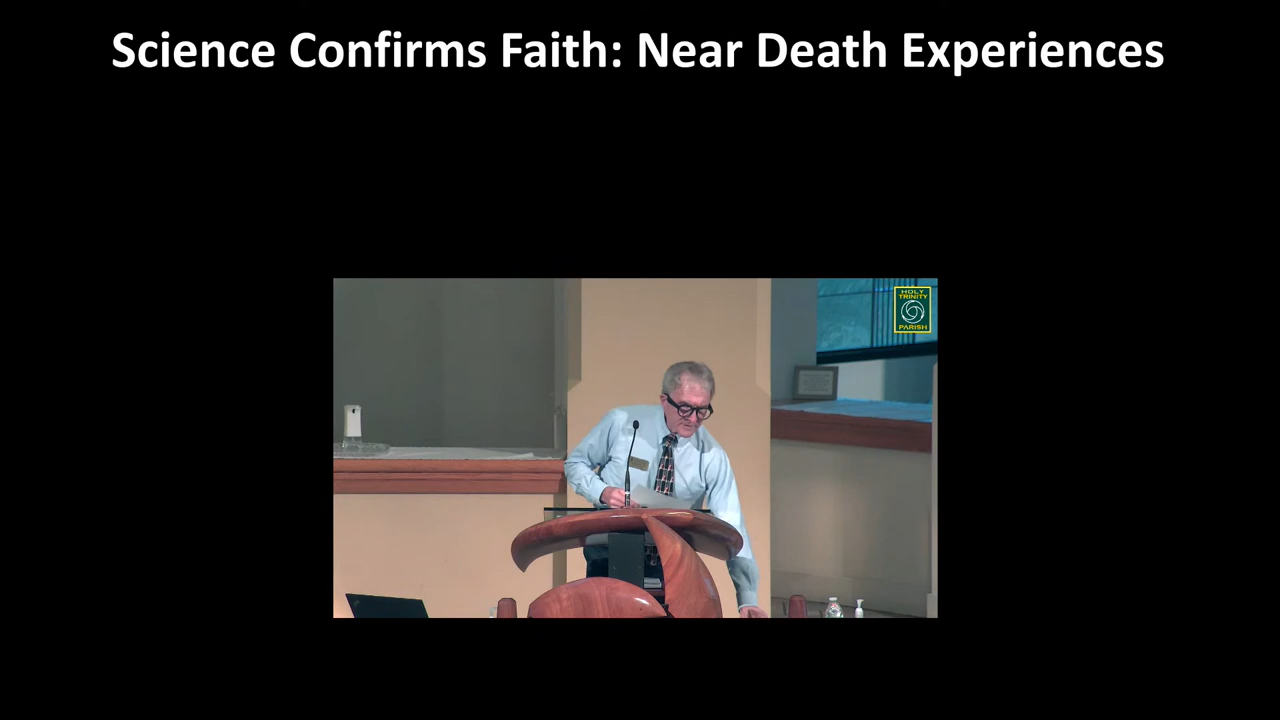 Science Confirms Faith: Near Death Experiences
HOLY
TRINITY
PARISH